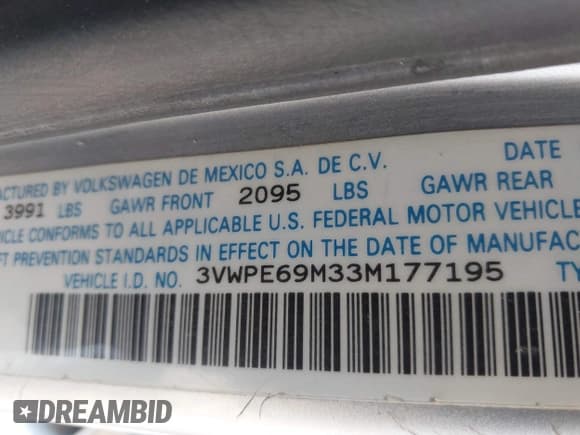 DATE
ACTURED BY VOLKSWAGEN DE MEXICO S.A. DE C.V.
3991 LBS GAWR FRONT 2095 LBS GAWR REAR
ICLE CONFORMS TO ALL APPLICABLE U.S. FEDERAL MOTOR VEHICLE
FT PREVENTION STANDARDS IN EFFECT ON THE DATE OF MANUFAC
VEHICLE I.D. NO. 3VWPE69M33M177195 TY
DREAMBID